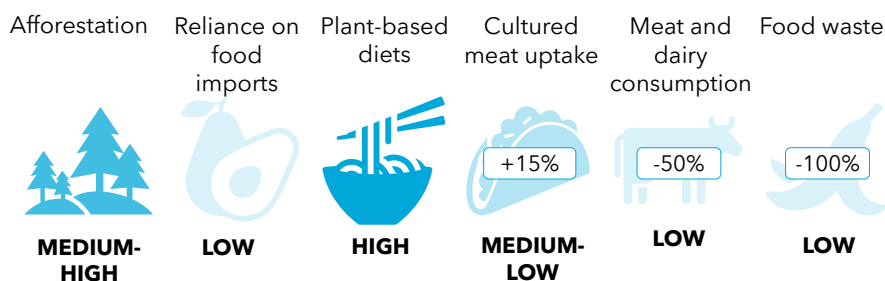 Afforestation
Reliance on
food
imports
Plant-based
diets
Cultured
meat uptake
Meat and
dairy
consumption
Food waste
+15%
-50%
-100%
MEDIUM-
HIGH
LOW
HIGH
MEDIUM-
LOW
LOW
LOW